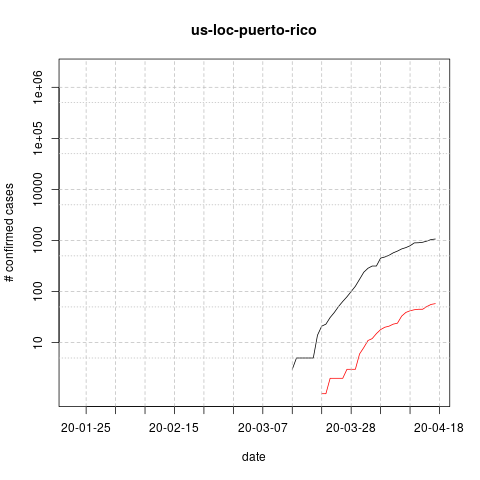 us-loc-puerto-rico
# confirmed cases
1e+06
1e+05
10000
1000
100
10
20-01-25 20-02-15 20-03-07 20-03-28 20-04-18
date